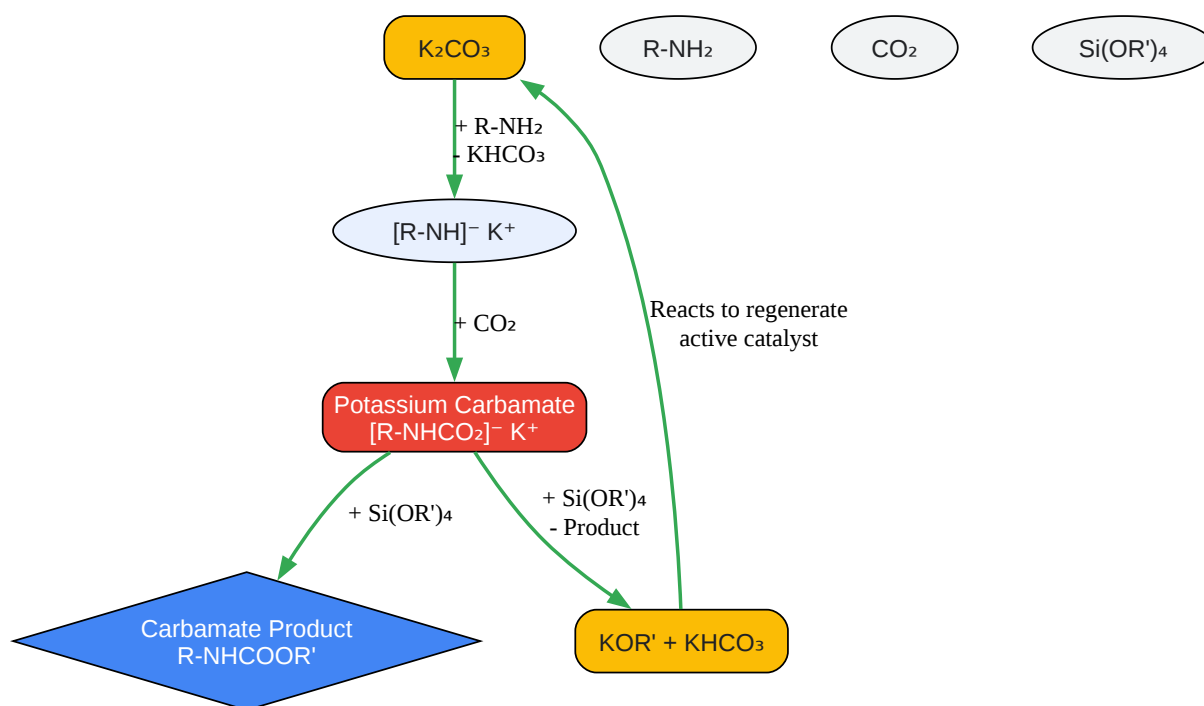 K₂CO₃
R-NH₂
CO₂
Si(OR')₄
+ R-NH₂
- KHCO₃
[R-NH]⁻ K⁺
Reacts to regenerate
active catalyst
+ CO₂
Potassium Carbamate
[R-NHCO₂]⁻ K⁺
+ Si(OR')₄
+ Si(OR')₄
- Product
Carbamate Product
R-NHCOOR'
KOR' + KHCO₃